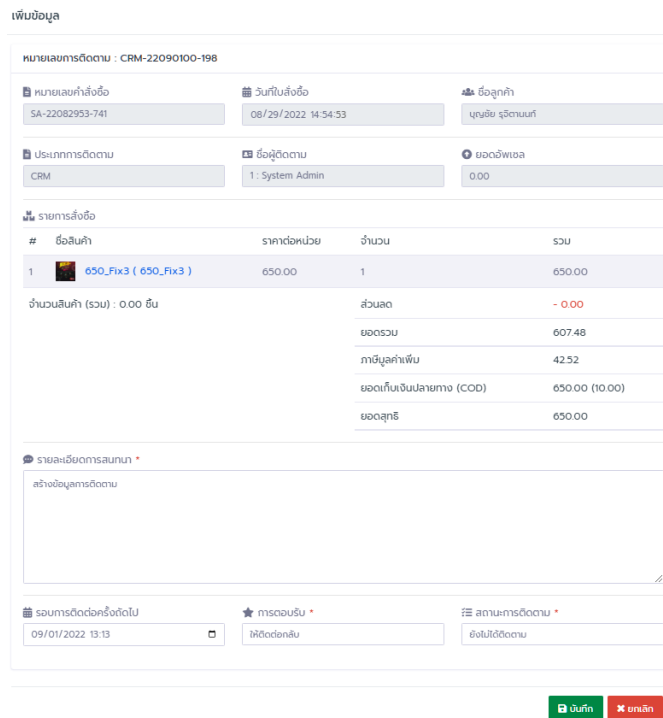 เพิ่มข้อมูล
หมายเลขการติดตาม : CRM-22090100-198
หมายเลขคำสั่งซื้อ วันที่ใบสั่งซื้อ ชื่อลูกค้า
SA-22082953-741 08/29/2022 14:54:53 บุญชัย รุจิตานนท์
ประเภทการติดตาม ชื่อผู้ติดตาม ยอดอัพเซล
CRM 1 : System Admin 0.00
รายการสั่งซื้อ
# ชื่อสินค้า ราคาต่อหน่วย จำนวน รวม
1 650_Fix3 ( 650_Fix3 ) 650.00 1 650.00
จำนวนสินค้า (รวม) : 0.00 ชิ้น ส่วนลด - 0.00
ยอดรวม 607.48
ภาษีมูลค่าเพิ่ม 42.52
ยอดเก็บเงินปลายทาง (COD) 650.00 (10.00)
ยอดสุทธิ 650.00
รายละเอียดการสนทนา *
สร้างข้อมูลการติดตาม
รอบการติดต่อครั้งถัดไป การตอบรับ * สถานะการติดตาม *
09/01/2022 13:13 ให้ติดต่อกลับ ยังไม่ได้ติดตาม
บันทึก ยกเลิก